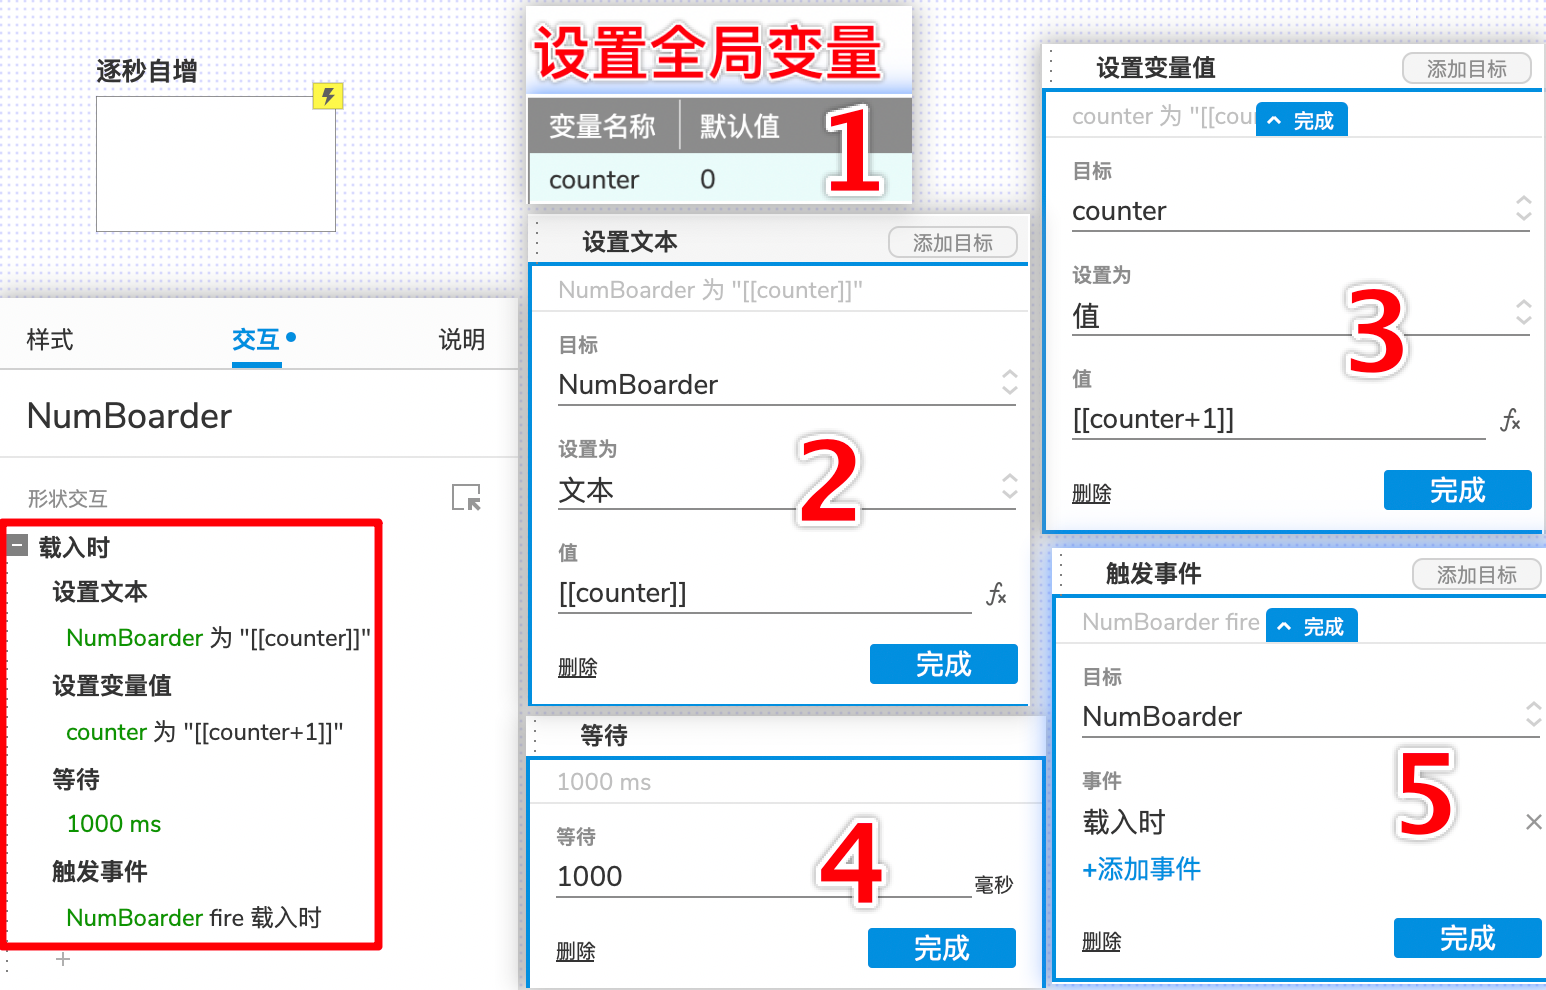 逐秒自增
样式
交互
说明
NumBoarder
形状交互
载入时
设置文本
NumBoarder 为 "[[counter]]"
设置变量值
counter 为 "[[counter+1]]"
等待
1000 ms
触发事件
NumBoarder fire 载入时
设置全局变量
变量名称 默认值
counter 0
1
设置文本 添加目标
NumBoarder 为 "[[counter]]"
目标
NumBoarder
设置为
文本
2
值
[[counter]]
fx
删除 完成
等待
1000 ms
等待
1000 毫秒
4
删除 完成
设置变量值 添加目标
counter 为 "[[cou
完成
目标
counter
设置为
值
3
值
[[counter+1]]
fx
删除 完成
触发事件 添加目标
NumBoarder fire
完成
目标
NumBoarder
事件
载入时
5
+添加事件
删除 完成